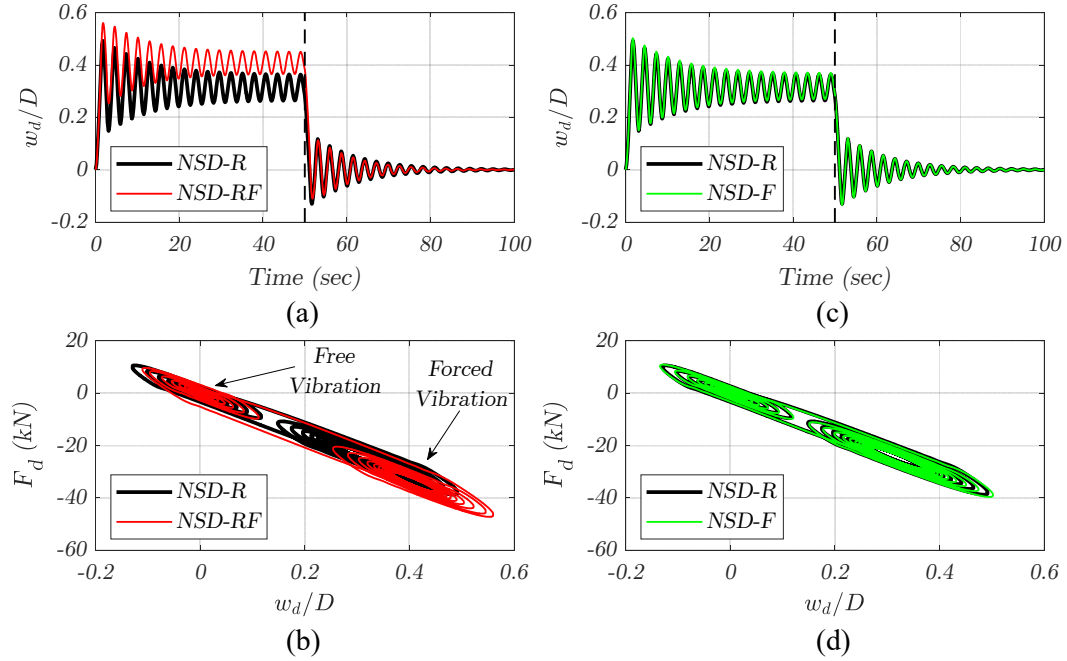 0.6
0.4
0.2
0
-0.2
w_d/D
NSD-R
NSD-RF
0 20 40 60 80 100
Time (sec)
(a)
0.6
0.4
0.2
0
-0.2
w_d/D
NSD-R
NSD-F
0 20 40 60 80 100
Time (sec)
(c)
20
0
-20
-40
-60
F_d (kN)
Free
Vibration
Forced
Vibration
NSD-R
NSD-RF
-0.2 0 0.2 0.4 0.6
w_d/D
(b)
20
0
-20
-40
-60
F_d (kN)
NSD-R
NSD-F
-0.2 0 0.2 0.4 0.6
w_d/D
(d)